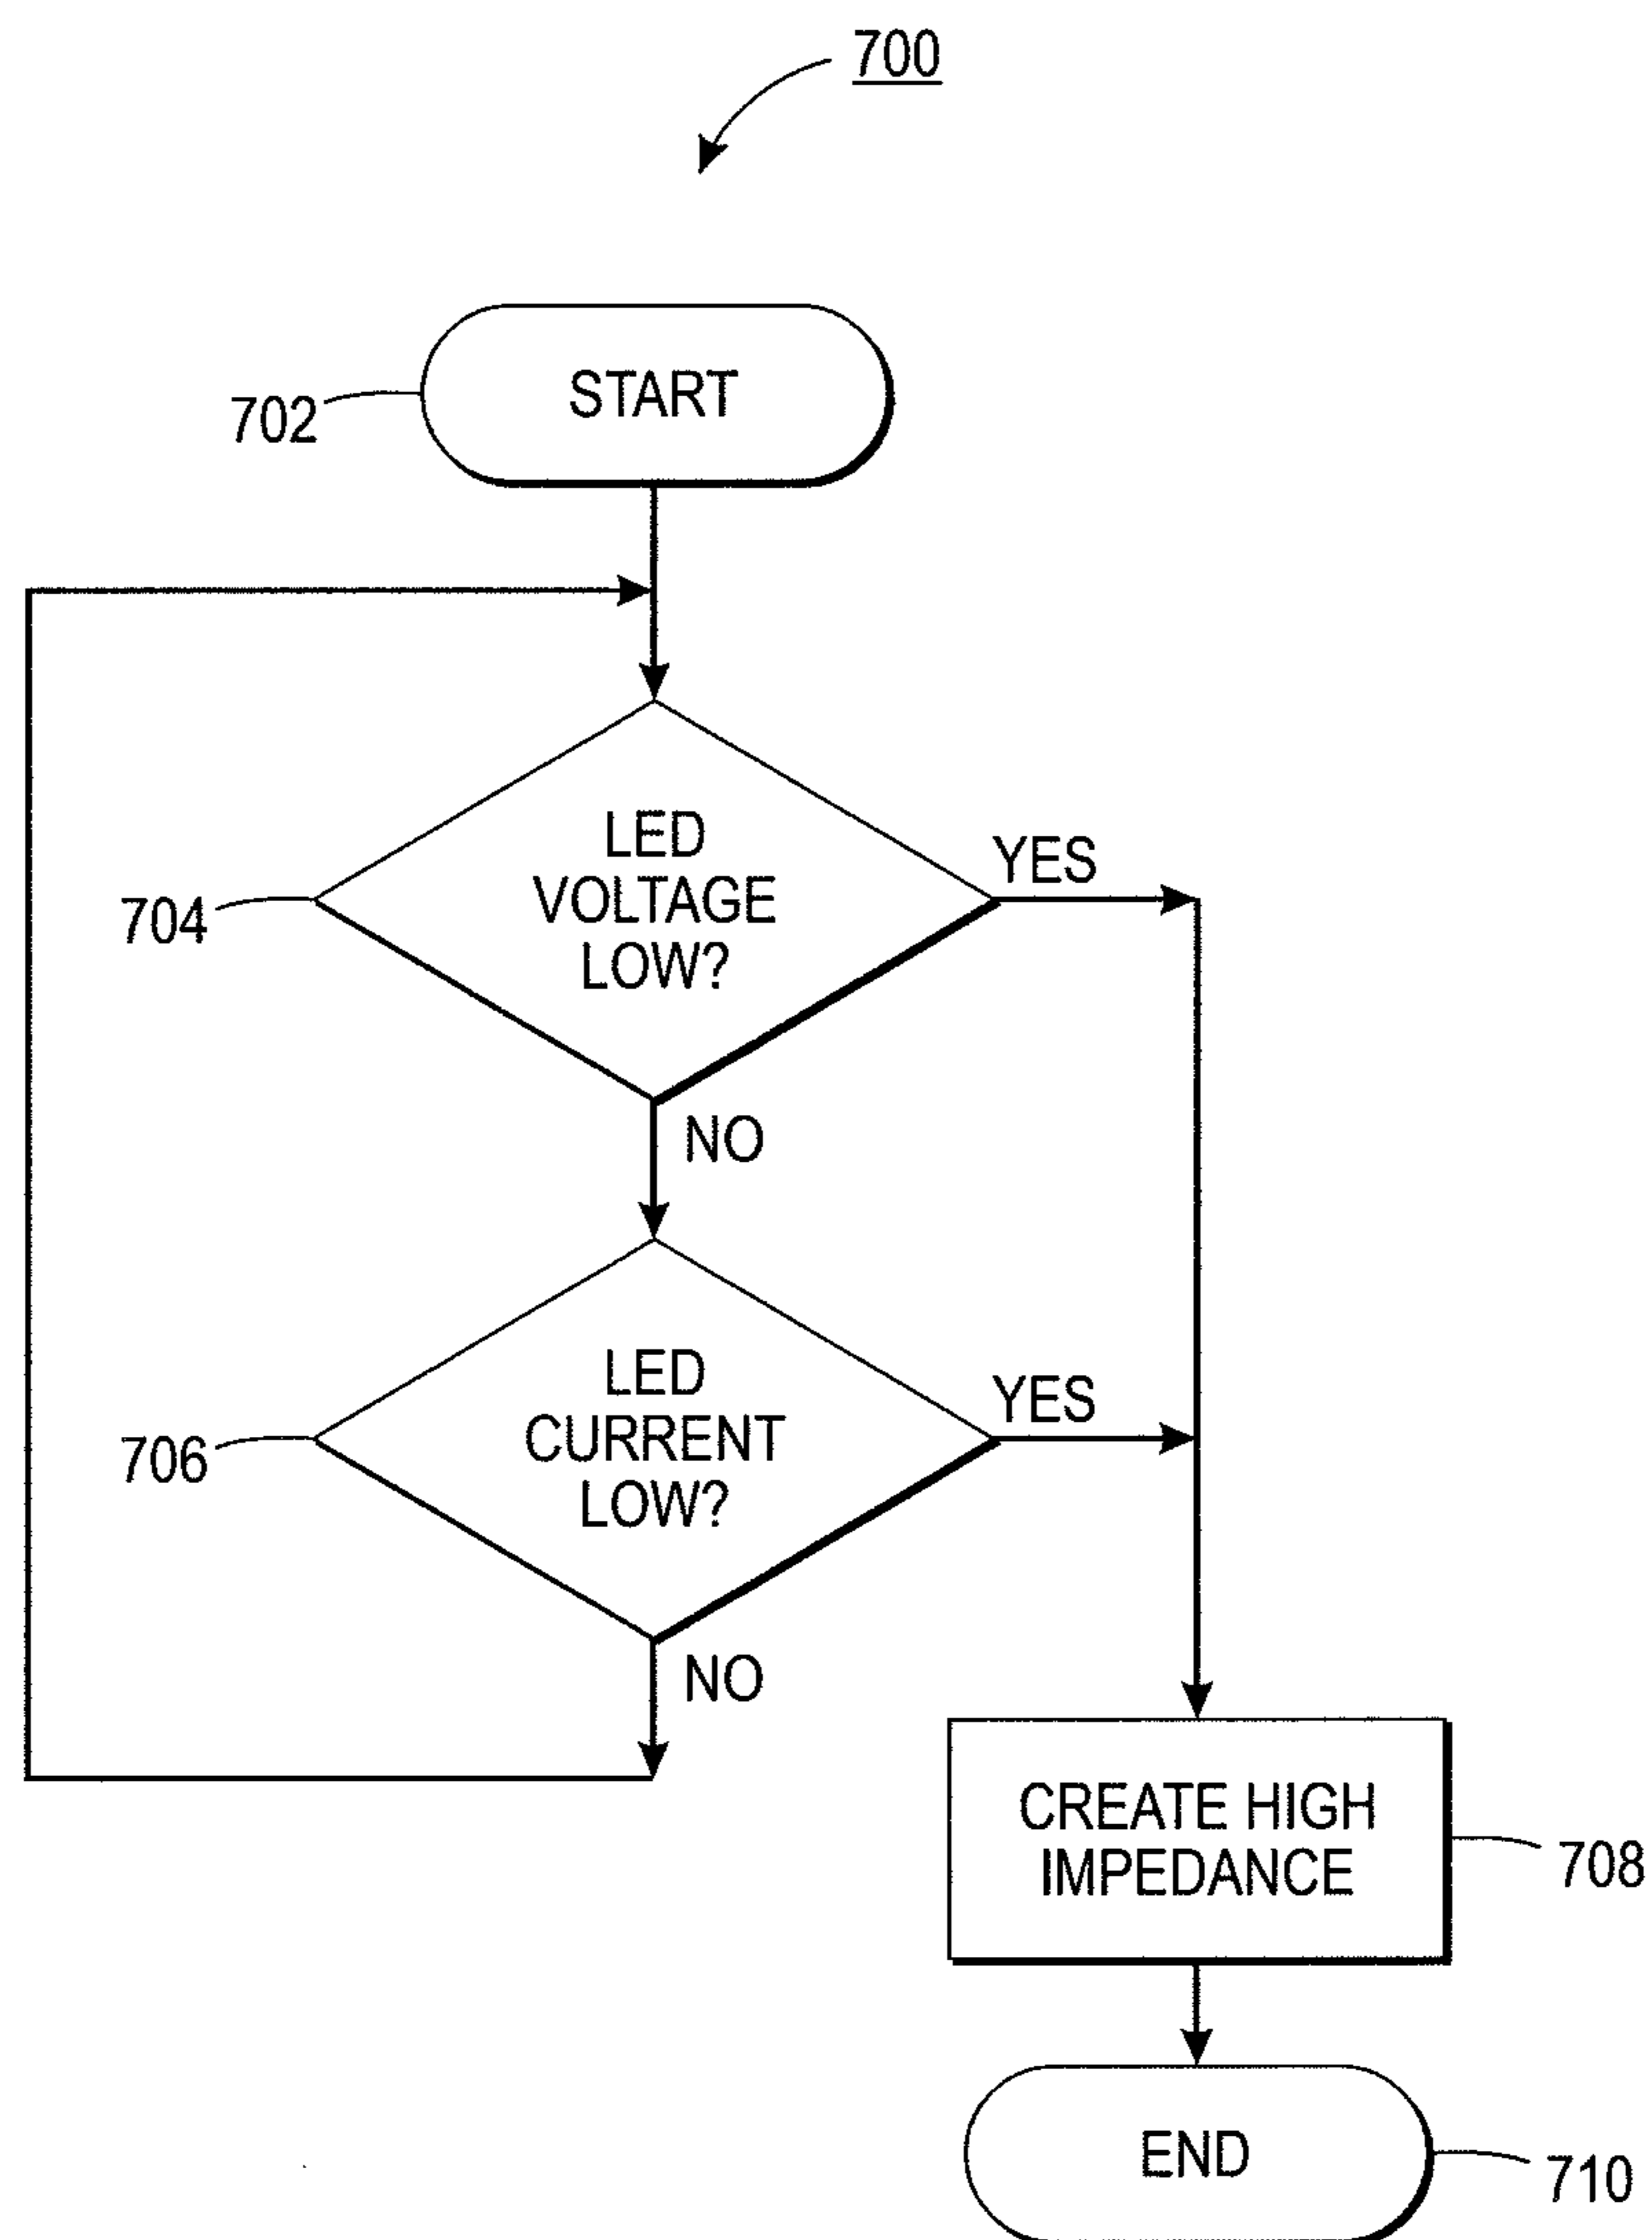 700
START
702
LED
VOLTAGE
LOW?
YES
704
NO
LED
CURRENT
LOW?
YES
706
NO
CREATE HIGH
IMPEDANCE
708
END
710